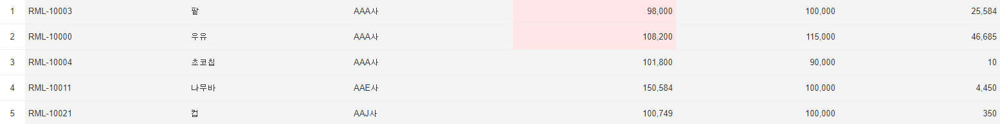 1 RML-10003 팥 AAA사 98,000 100,000 25,584
2 RML-10000 우유 AAA사 108,200 115,000 46,685
3 RML-10004 초코칩 AAA사 101,800 90,000 10
4 RML-10011 나무바 AAE사 150,584 100,000 4,450
5 RML-10021 컵 AAJ사 100,749 100,000 350